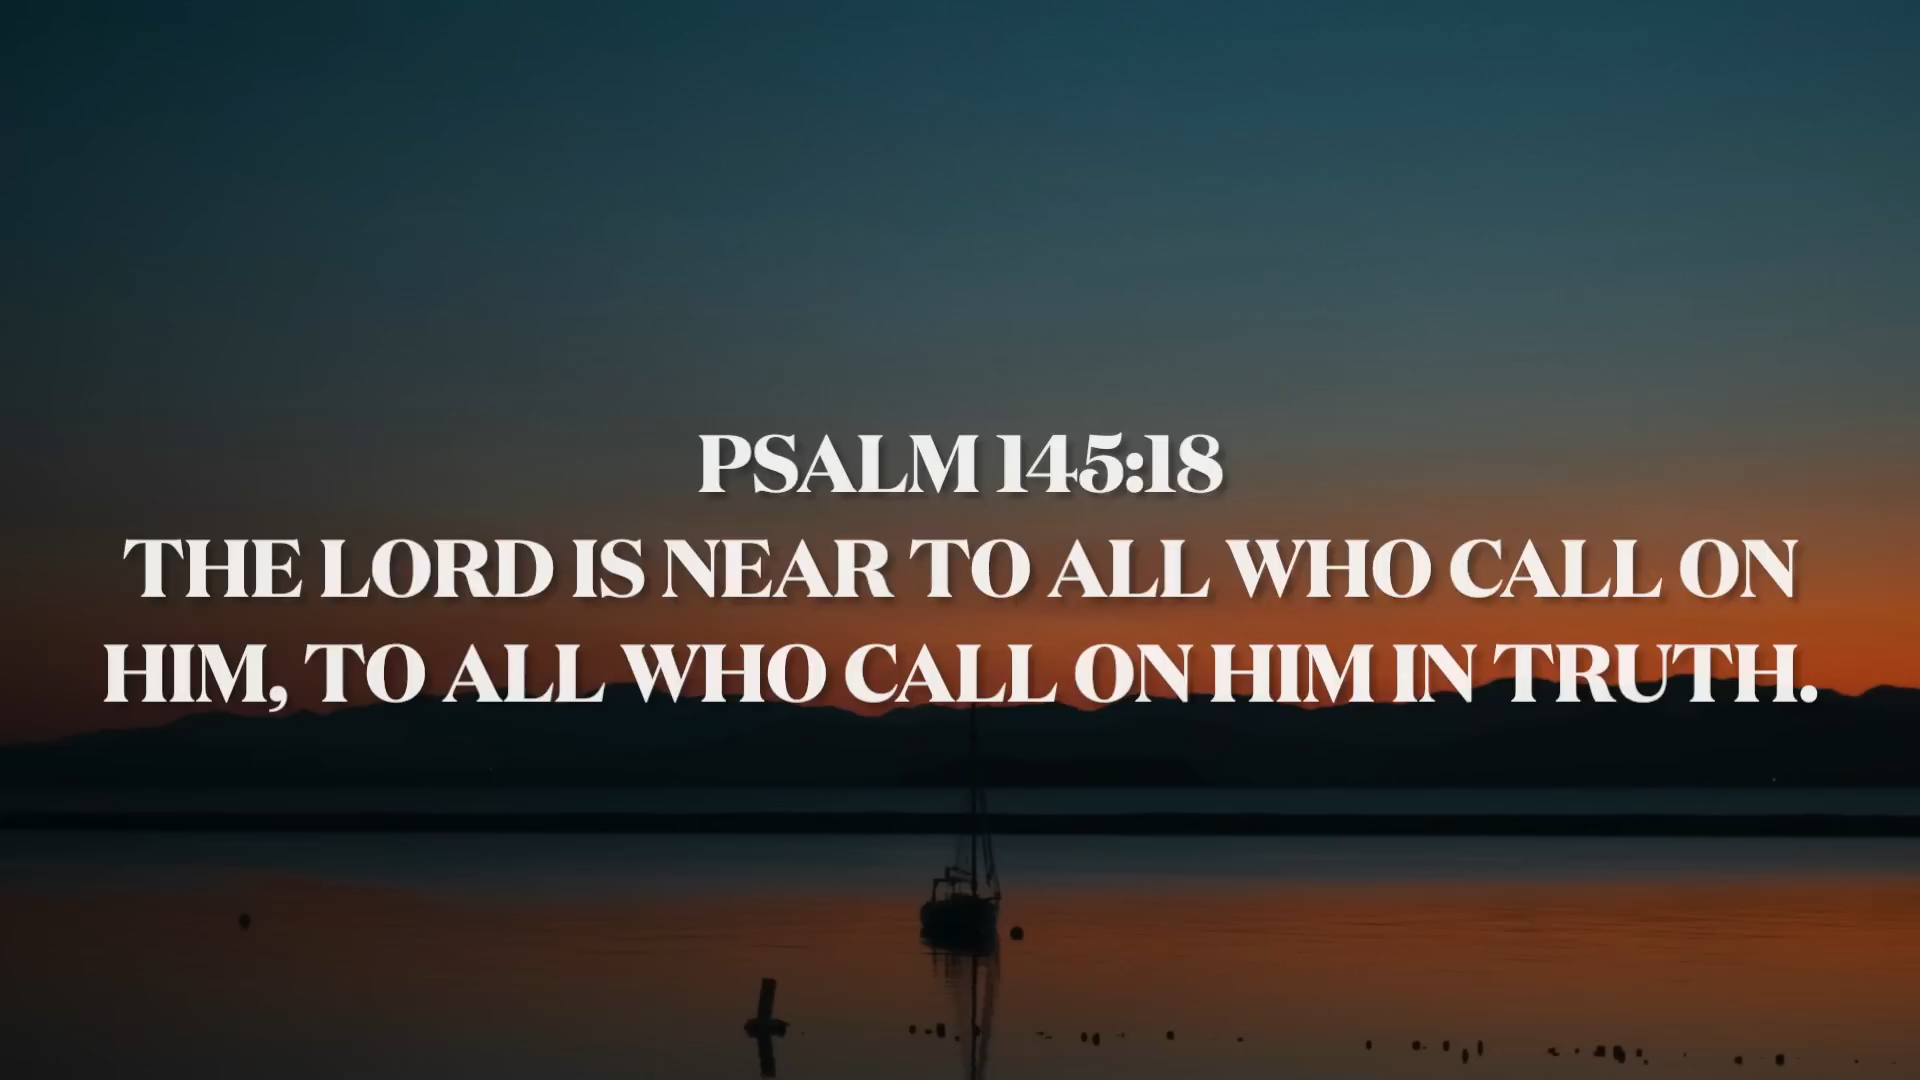 PSALM 145:18
THE LORD IS NEAR TO ALL WHO CALL ON
HIM, TO ALL WHO CALL ON HIM IN TRUTH.